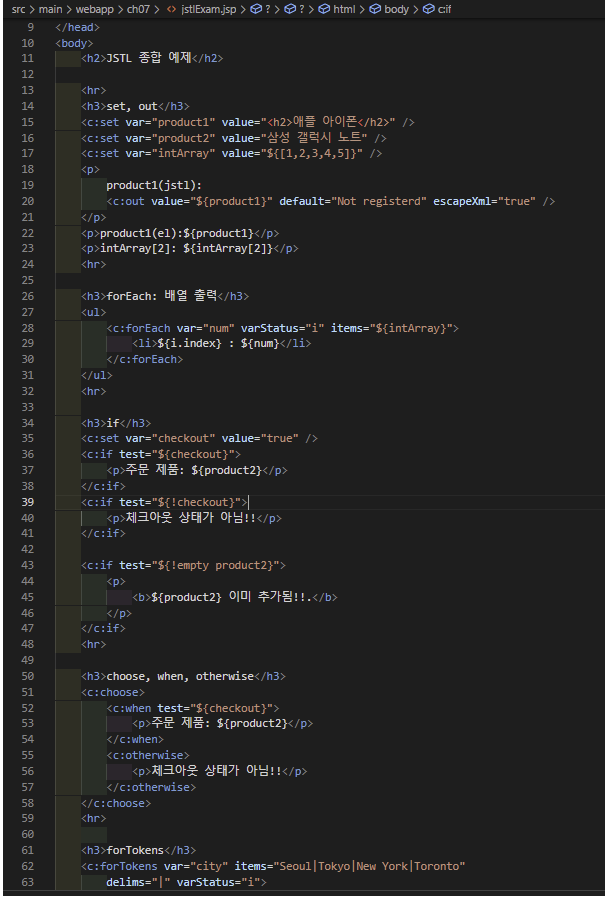 src > main > webapp > ch07 > jstlExam.jsp > ? > ? > html > body > c:if
9 </head>
10 <body>
11 <h2>JSTL 종합 예제</h2>
12
13 <hr>
14 <h3>set, out</h3>
15 <c:set var="product1" value="<h2>애플 아이폰</h2>" />
16 <c:set var="product2" value="삼성 갤럭시 노트" />
17 <c:set var="intArray" value="${[1,2,3,4,5]}" />
18 <p>
19 product1(jstl):
20 <c:out value="${product1}" default="Not registerd" escapeXml="true" />
21 </p>
22 <p>product1(el):${product1}</p>
23 <p>intArray[2]: ${intArray[2]}</p>
24 <hr>
25
26 <h3>forEach: 배열 출력</h3>
27 <ul>
28 <c:forEach var="num" varStatus="i" items="${intArray}">
29 <li>${i.index} : ${num}</li>
30 </c:forEach>
31 </ul>
32 <hr>
33
34 <h3>if</h3>
35 <c:set var="checkout" value="true" />
36 <c:if test="${checkout}">
37 <p>주문 제품: ${product2}</p>
38 </c:if>
39 <c:if test="${!checkout}">
40 <p>체크아웃 상태가 아님!!</p>
41 </c:if>
42
43 <c:if test="${!empty product2}">
44 <p>
45 <b>${product2} 이미 추가됨!!.</b>
46 </p>
47 </c:if>
48 <hr>
49
50 <h3>choose, when, otherwise</h3>
51 <c:choose>
52 <c:when test="${checkout}">
53 <p>주문 제품: ${product2}</p>
54 </c:when>
55 <c:otherwise>
56 <p>체크아웃 상태가 아님!!</p>
57 </c:otherwise>
58 </c:choose>
59 <hr>
60
61 <h3>forTokens</h3>
62 <c:forTokens var="city" items="Seoul|Tokyo|New York|Toronto"
63 delims="|" varStatus="i">